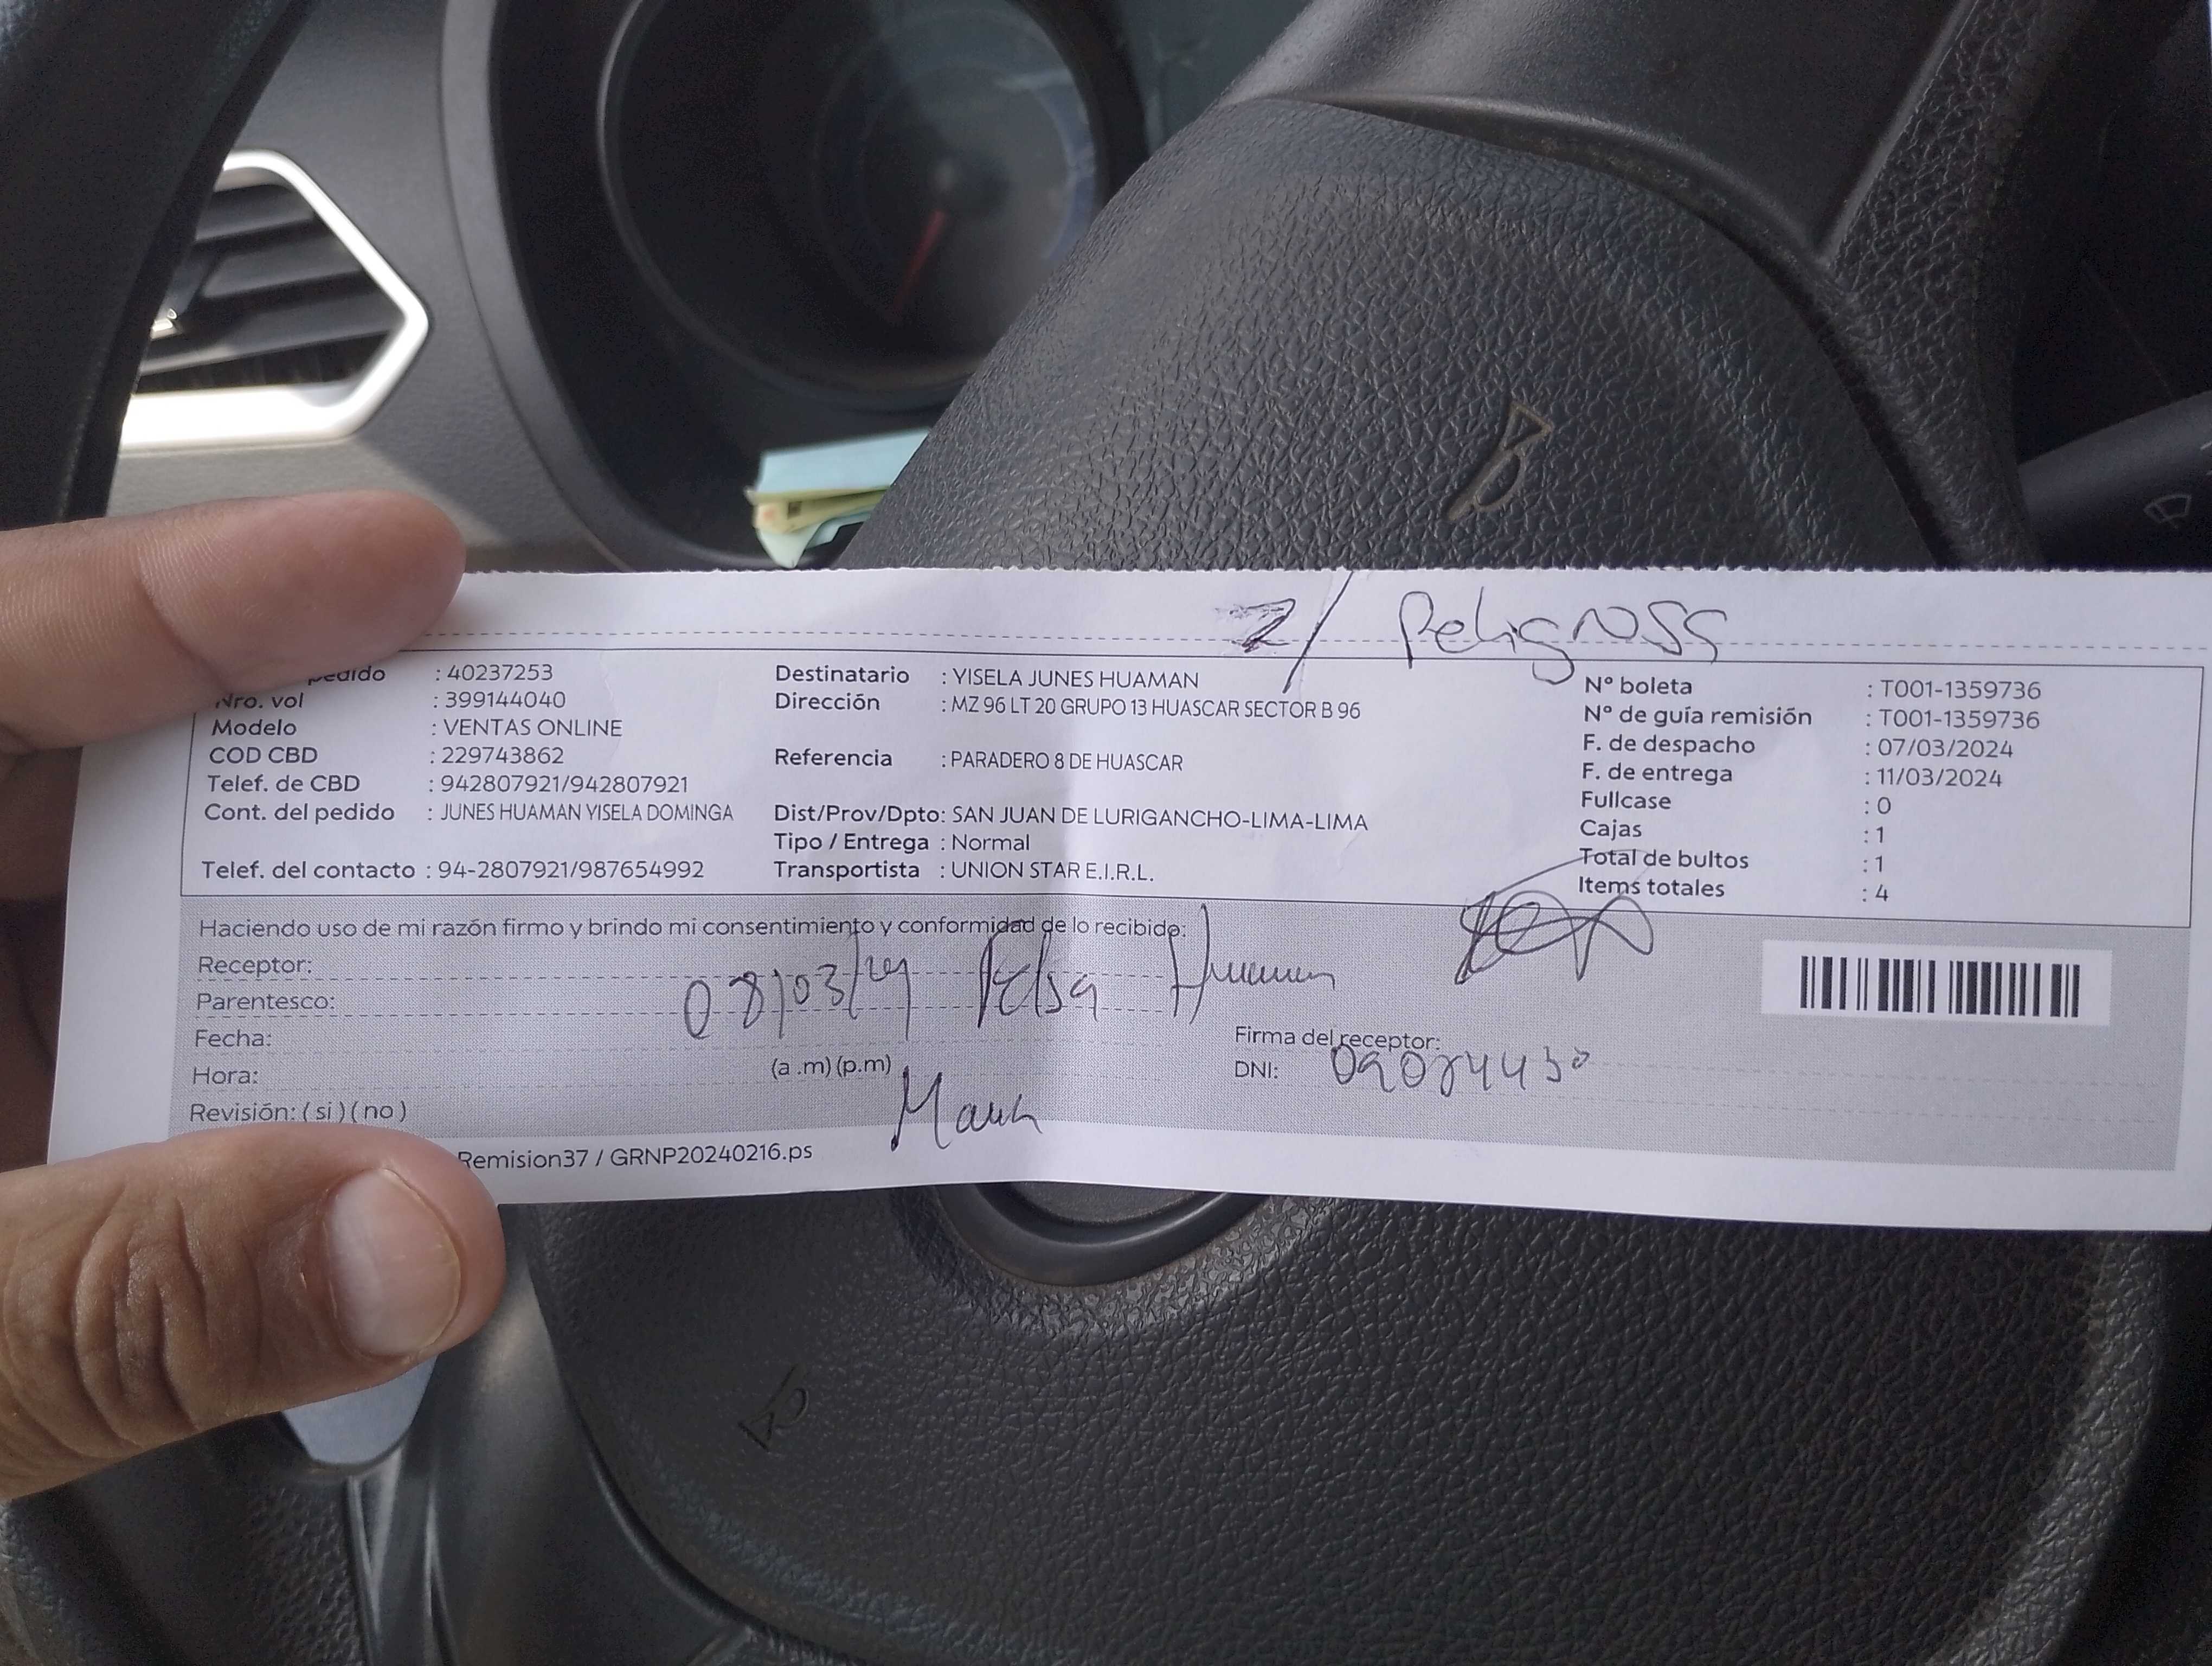 Z/ Peligrosa
pedido : 40237253
Nro. vol : 399144040
Modelo : VENTAS ONLINE
COD CBD : 229743862
Telef. de CBD : 942807921/942807921
Cont. del pedido : JUNES HUAMAN YISELA DOMINGA
Telef. del contacto : 94-2807921/987654992
Destinatario : YISELA JUNES HUAMAN
Dirección : MZ 96 LT 20 GRUPO 13 HUASCAR SECTOR B 96
Referencia : PARADERO 8 DE HUASCAR
Dist/Prov/Dpto: SAN JUAN DE LURIGANCHO-LIMA-LIMA
Tipo / Entrega : Normal
Transportista : UNION STAR E.I.R.L.
N° boleta : T001-1359736
N° de guía remisión : T001-1359736
F. de despacho : 07/03/2024
F. de entrega : 11/03/2024
Fullcase : 0
Cajas : 1
Total de bultos : 1
Items totales : 4
Haciendo uso de mi razón firmo y brindo mi consentimiento y conformidad de lo recibido:
Receptor:
Parentesco:
08/03/24 Elsa Huaman
Fecha:
Hora: (a .m) (p.m)
Revisión: ( si ) ( no )
Firma del receptor:
DNI: 09084430
Remision37 / GRNP20240216.ps